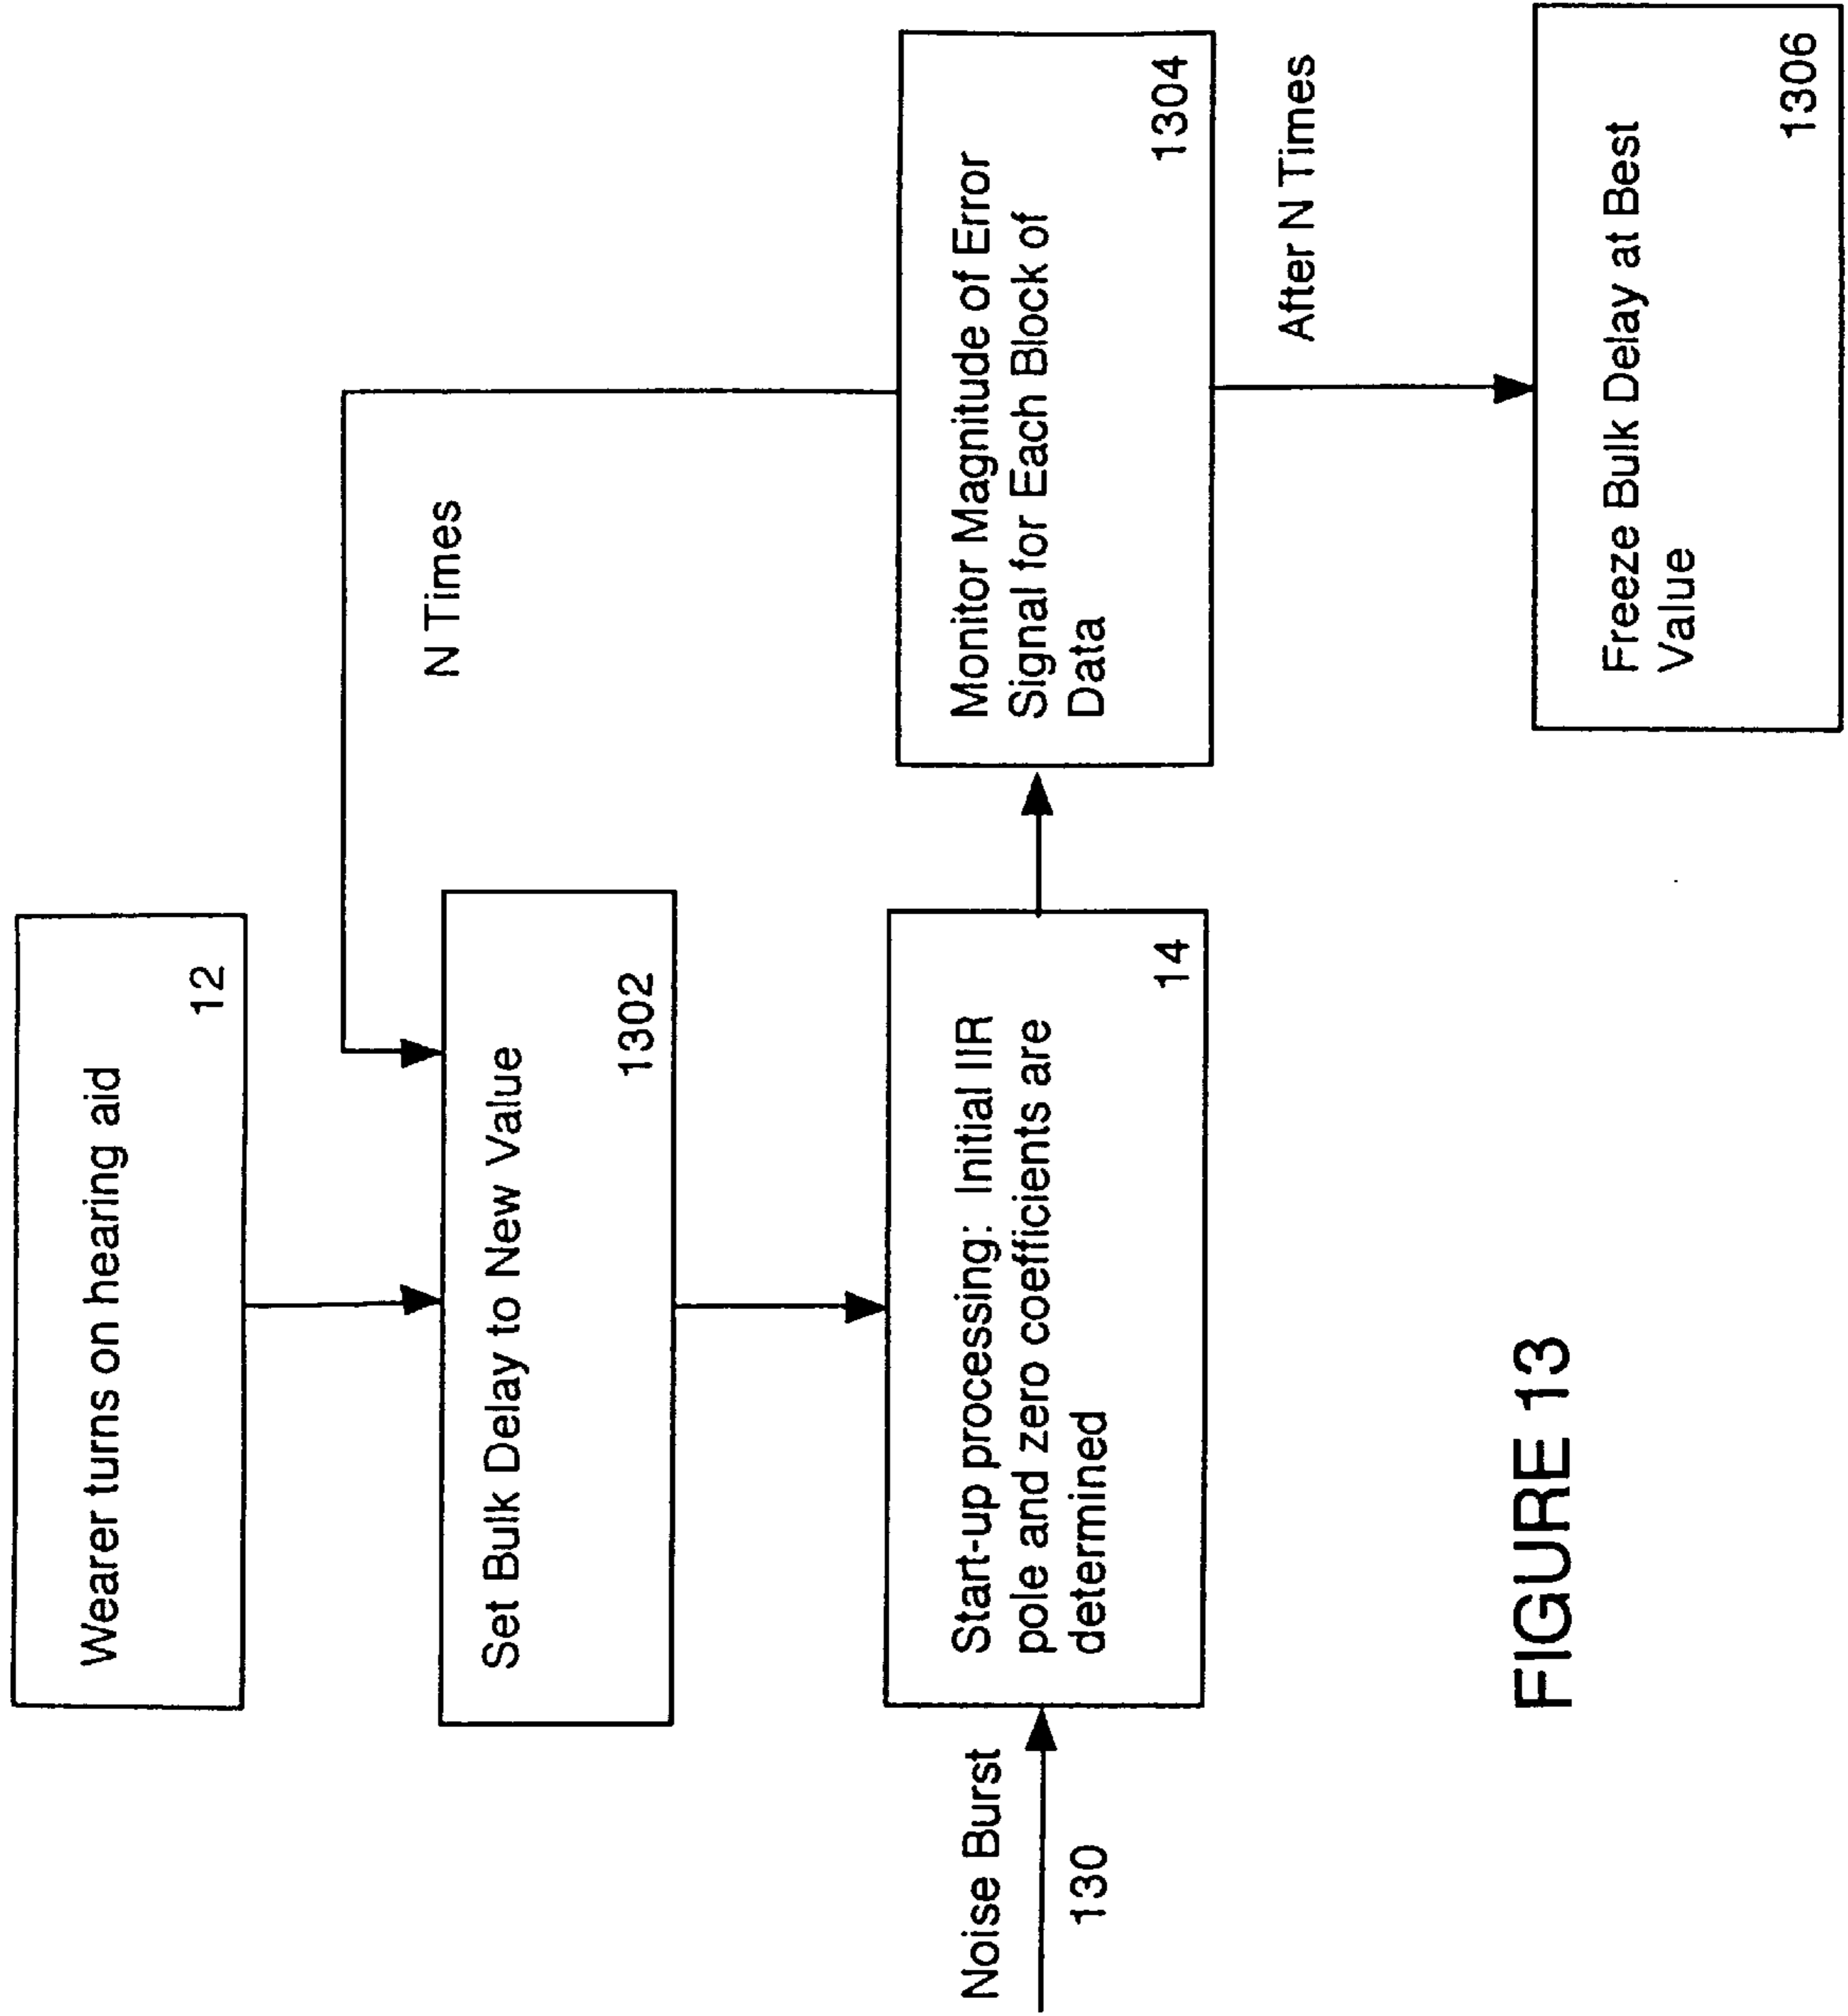 Wearer turns on hearing aid
12
N Times
Set Bulk Delay to New Value
1302
Noise Burst
130
Start-up processing: Initial IIR
pole and zero coefficients are
determined
14
Monitor Magnitude of Error
Signal for Each Block of
Data
1304
After N Times
Freeze Bulk Delay at Best
Value
1306
FIGURE 13